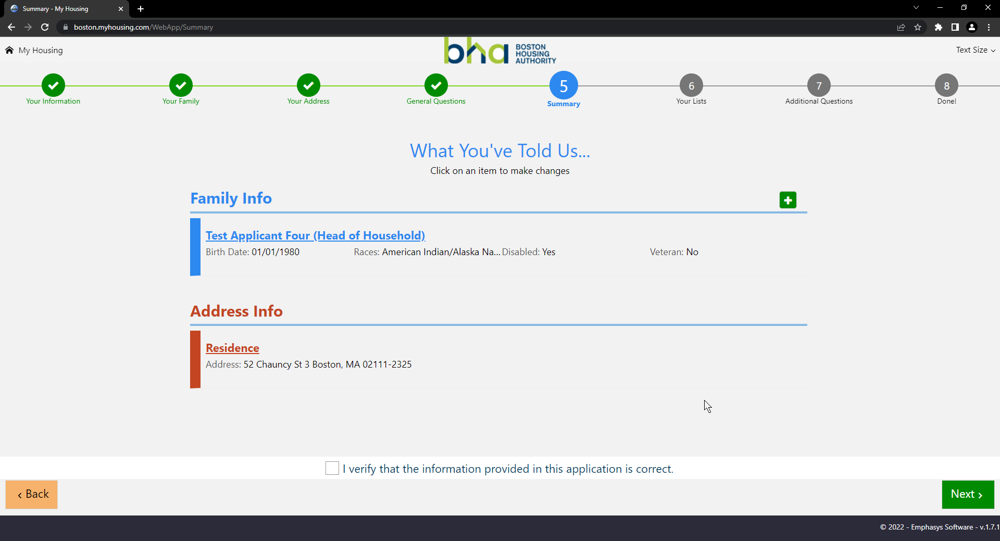 Summary - My Housing
boston.myhousing.com/WebApp/Summary
My Housing
bha BOSTON HOUSING AUTHORITY
Text Size
5 6 7 8
Your Information Your Family Your Address General Questions Summary Your Lists Additional Questions Done!
What You've Told Us...
Click on an item to make changes
Family Info
Test Applicant Four (Head of Household)
Birth Date: 01/01/1980 Races: American Indian/Alaska Na... Disabled: Yes Veteran: No
Address Info
Residence
Address: 52 Chauncy St 3 Boston, MA 02111-2325
I verify that the information provided in this application is correct.
‹ Back
Next ›
© 2022 - Emphasys Software - v.1.7.1